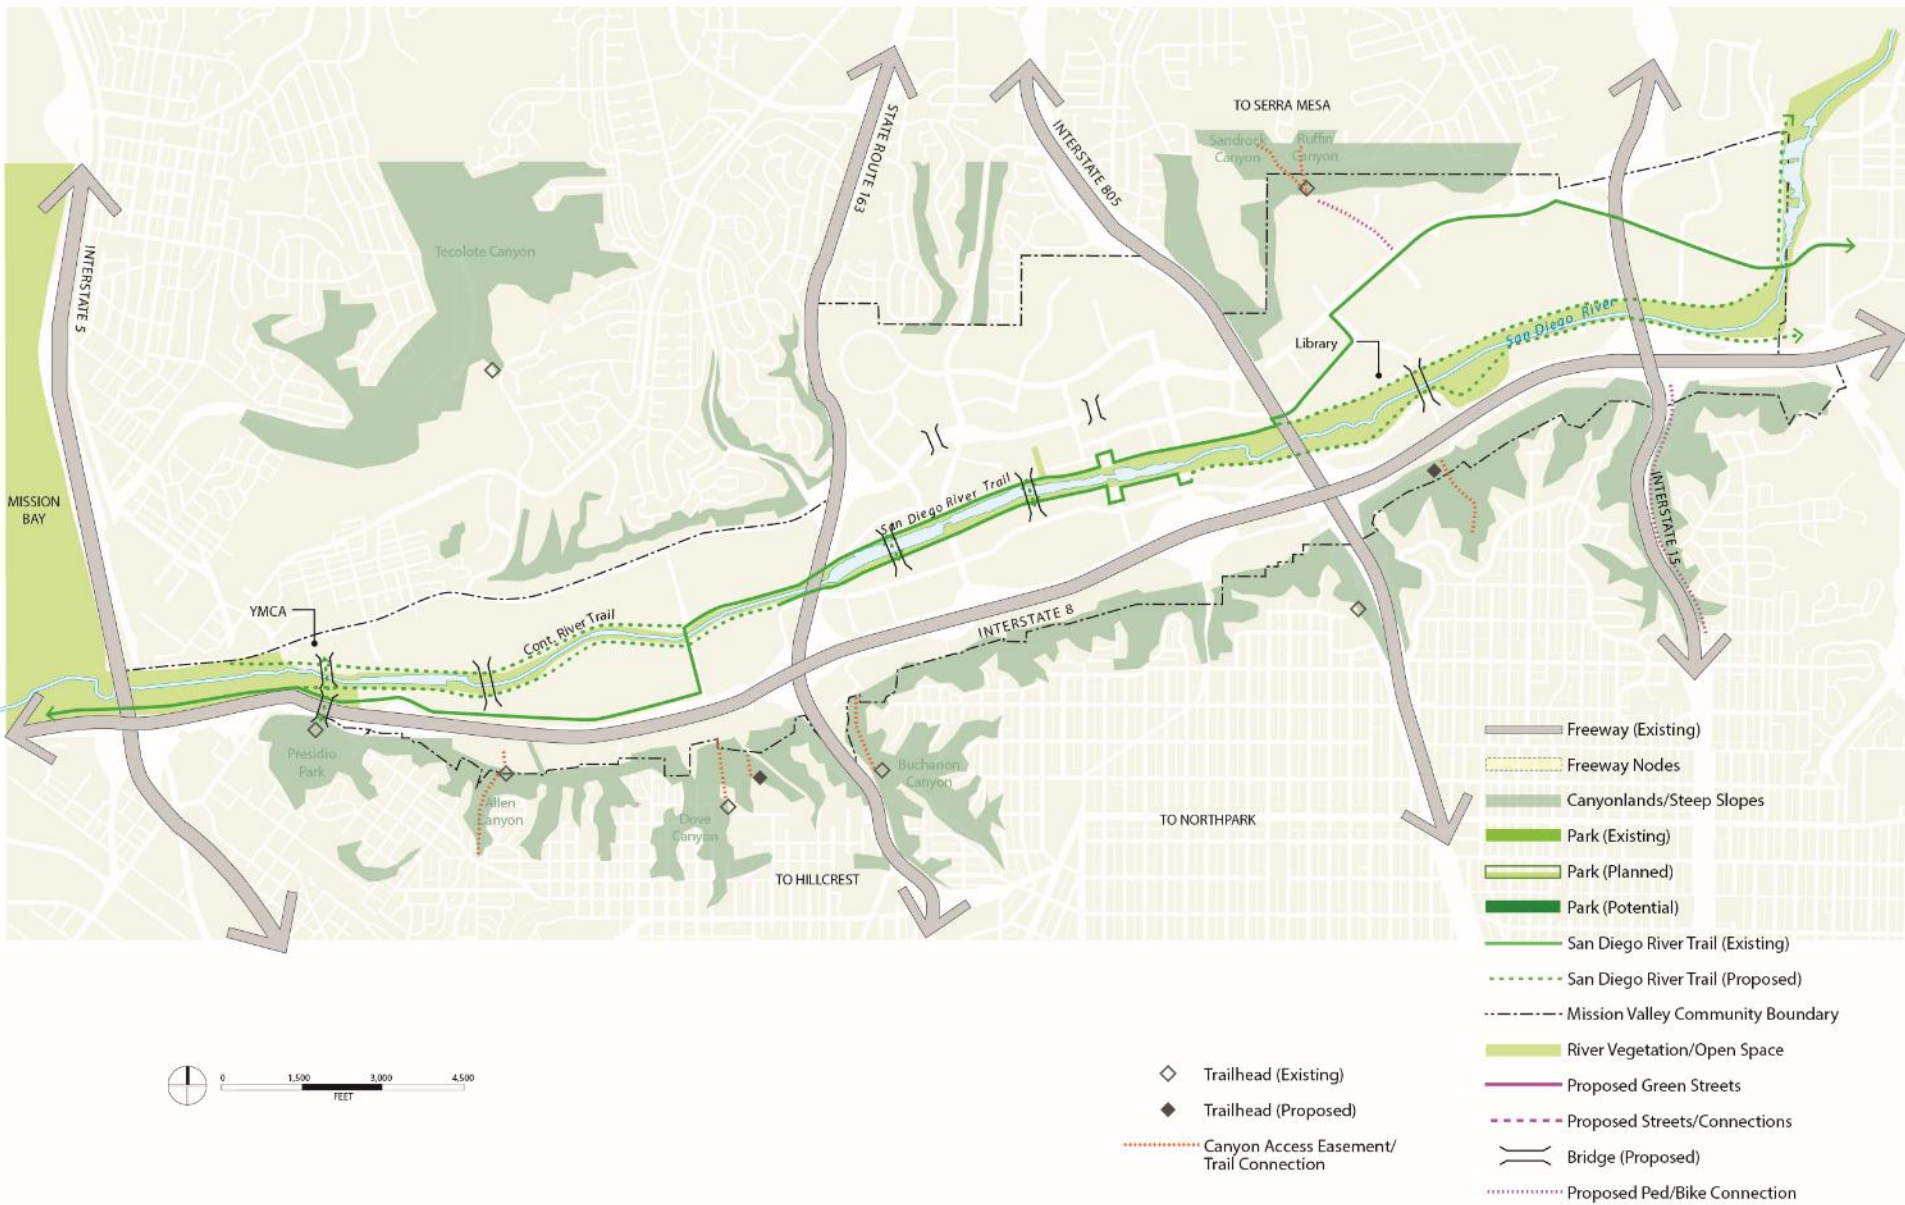 TO SERRA MESA
Sandrock
Canyon
Ruffin
Canyon
STATE ROUTE 163
INTERSTATE 805
Tecolote Canyon
INTERSTATE 5
San Diego River
Library
MISSION
BAY
San Diego River Trail
INTERSTATE 15
YMCA
Cont. River Trail
INTERSTATE 8
Presidio
Park
Allen
Canyon
Dove
Canyon
Buchanon
Canyon
TO HILLCREST
TO NORTHPARK
Freeway (Existing)
Freeway Nodes
Canyonlands/Steep Slopes
Park (Existing)
Park (Planned)
Park (Potential)
San Diego River Trail (Existing)
San Diego River Trail (Proposed)
Mission Valley Community Boundary
River Vegetation/Open Space
Proposed Green Streets
Proposed Streets/Connections
Bridge (Proposed)
Proposed Ped/Bike Connection
Trailhead (Existing)
Trailhead (Proposed)
Canyon Access Easement/
Trail Connection
0 1,500 3,000 4,500
FEET